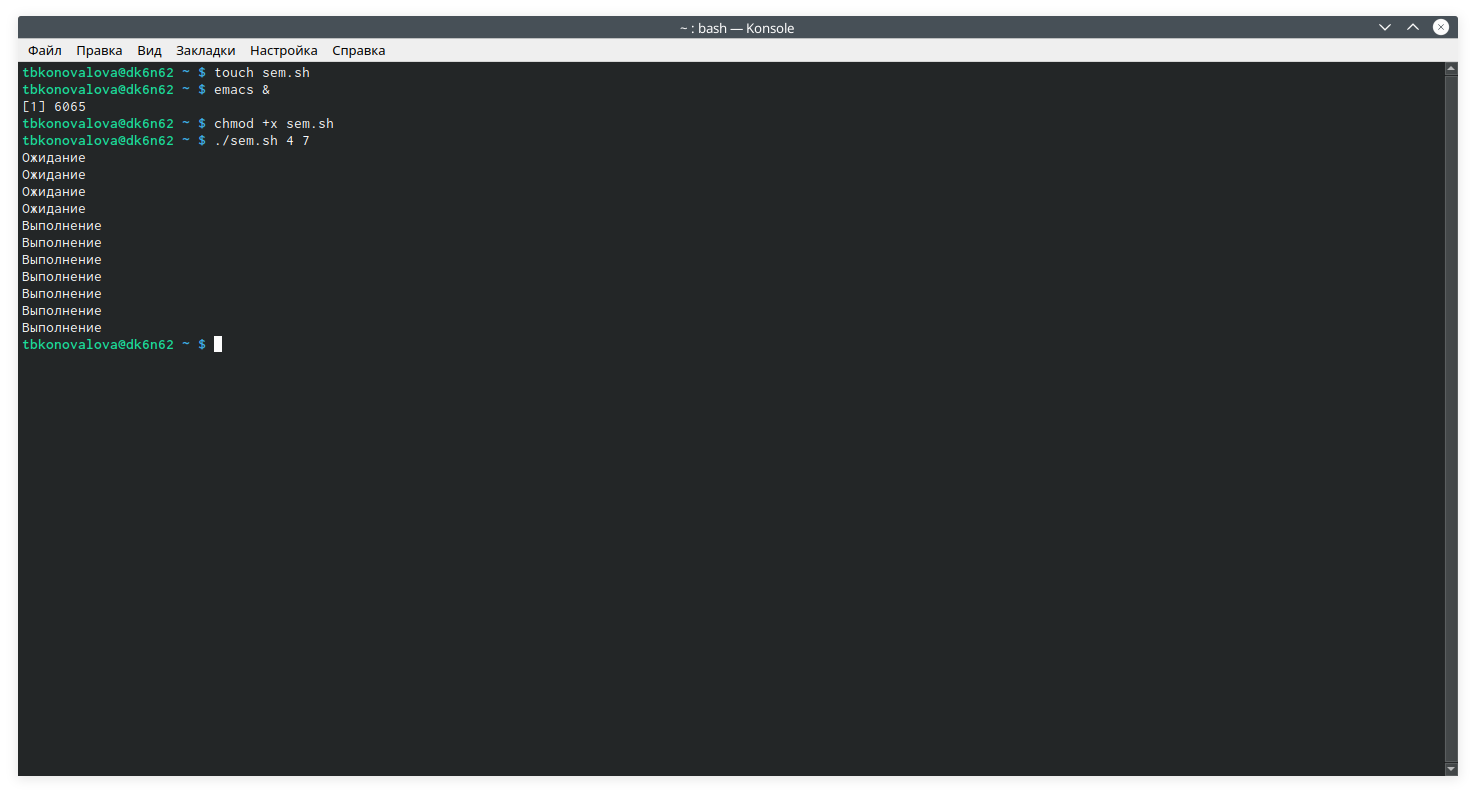 ~ : bash — Konsole
Файл Правка Вид Закладки Настройка Справка
tbkonovalova@dk6n62 ~ $ touch sem.sh
tbkonovalova@dk6n62 ~ $ emacs &
[1] 6065
tbkonovalova@dk6n62 ~ $ chmod +x sem.sh
tbkonovalova@dk6n62 ~ $ ./sem.sh 4 7
Ожидание
Ожидание
Ожидание
Ожидание
Выполнение
Выполнение
Выполнение
Выполнение
Выполнение
Выполнение
Выполнение
tbkonovalova@dk6n62 ~ $